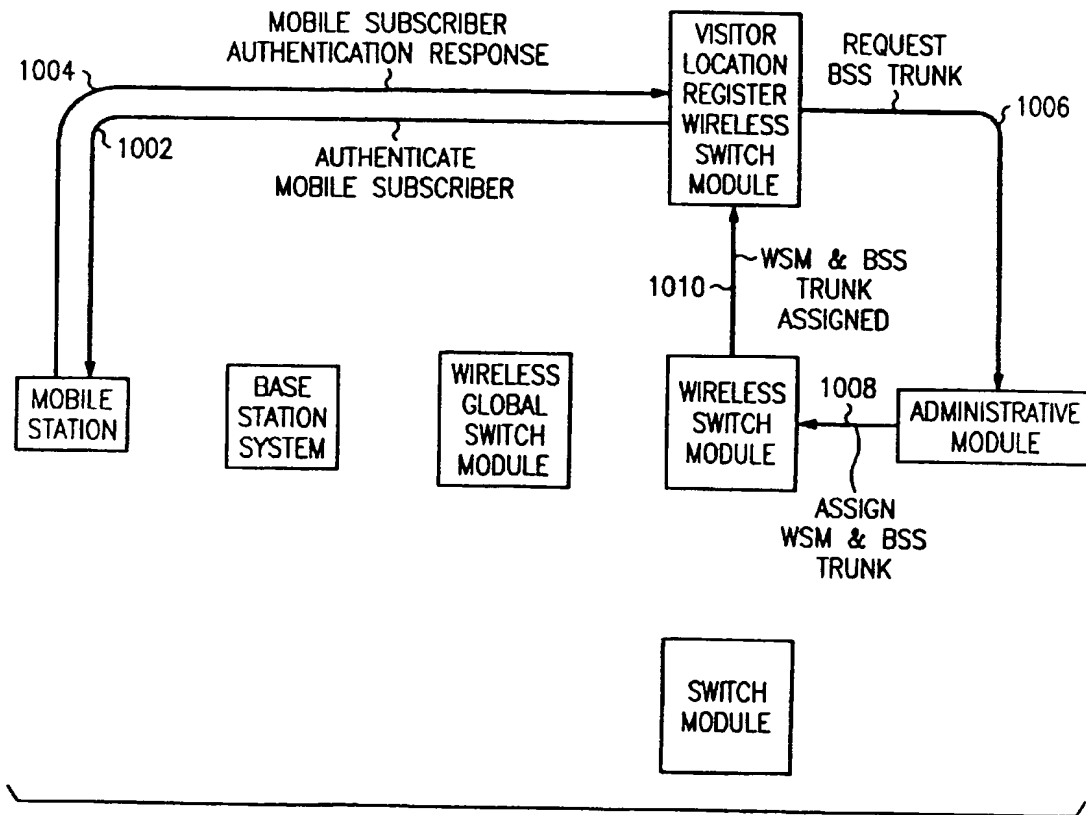 MOBILE SUBSCRIBER
AUTHENTICATION RESPONSE
1004
1002
AUTHENTICATE
MOBILE SUBSCRIBER
VISITOR
LOCATION
REGISTER
WIRELESS
SWITCH
MODULE
REQUEST
BSS TRUNK
1006
1010
WSM & BSS
TRUNK
ASSIGNED
MOBILE
STATION
BASE
STATION
SYSTEM
WIRELESS
GLOBAL
SWITCH
MODULE
WIRELESS
SWITCH
MODULE
1008
ADMINISTRATIVE
MODULE
ASSIGN
WSM & BSS
TRUNK
SWITCH
MODULE